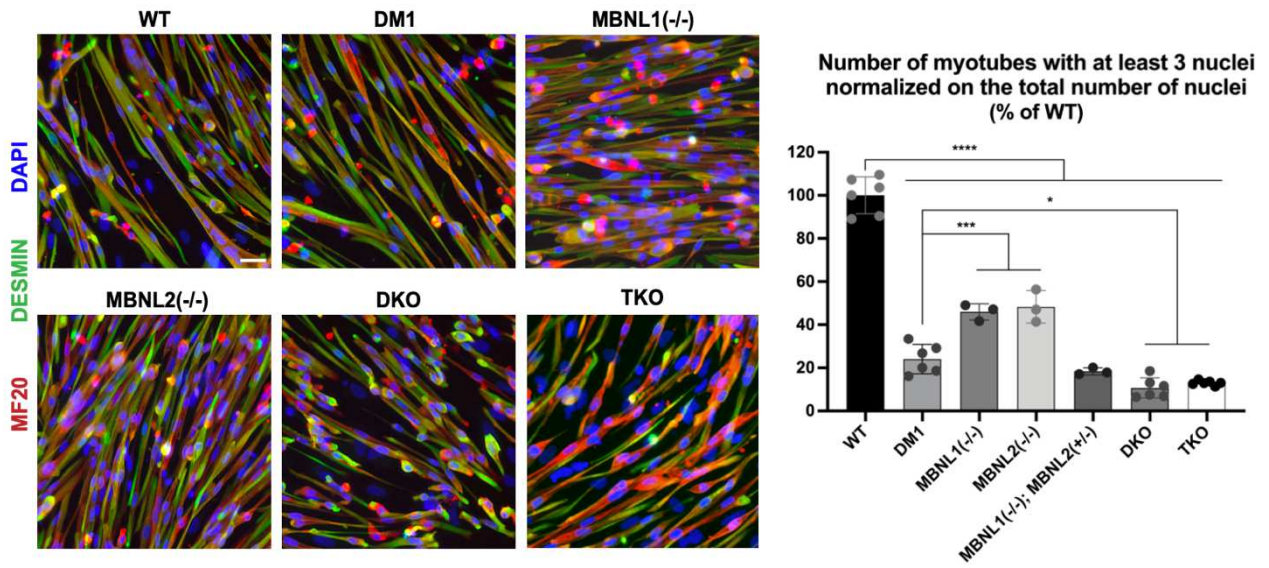 WT
DM1
MBNL1(-/-)
MBNL2(-/-)
DKO
TKO
MF20 DESMIN DAPI
Number of myotubes with at least 3 nuclei
normalized on the total number of nuclei
(% of WT)
120
100
80
60
40
20
0
****
*
***
WT
DM1
MBNL1(-/-)
MBNL2(-/-)
MBNL1(-/-); MBNL2(+/-)
DKO
TKO